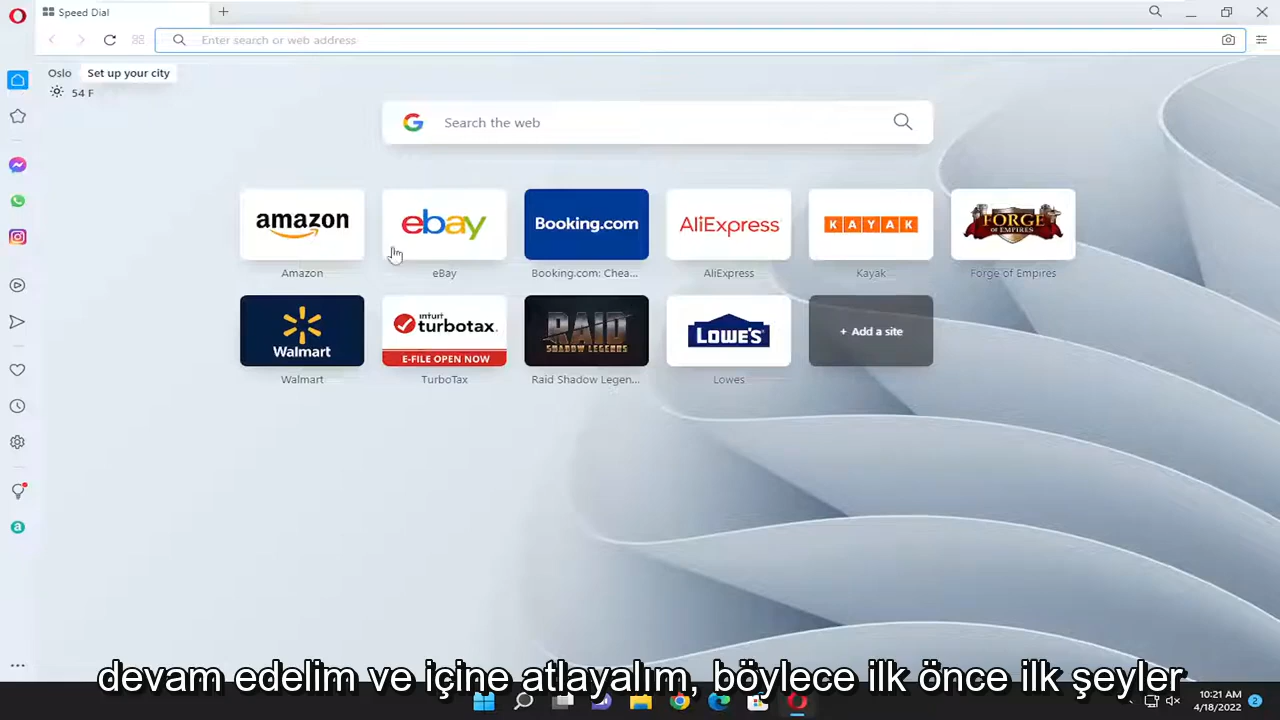 Speed Dial
Enter search or web address
Oslo Set up your city
54 F
Search the web
amazon ebay Booking.com AliExpress KAYAK FORGE OF EMPIRES
Amazon eBay Booking.com: Chea... AliExpress Kayak Forge of Empires
Walmart intuit turbotax. E-FILE OPEN NOW RAID SHADOW LEGENDS LOWE'S + Add a site
Walmart TurboTax Raid Shadow Legen... Lowes
devam edelim ve içine atlayalım, böylece ilk önce ilk şeyler
10:21 AM
4/18/2022
2